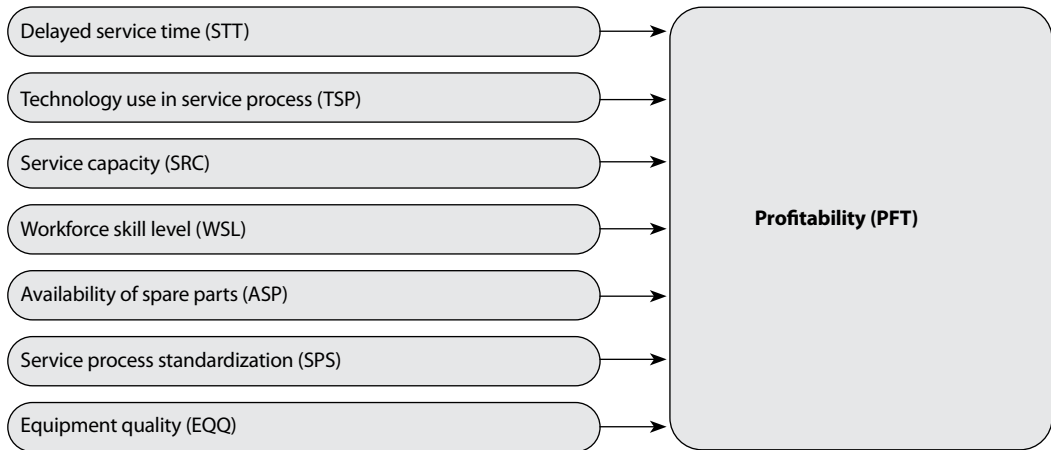 Delayed service time (STT)
Technology use in service process (TSP)
Service capacity (SRC)
Workforce skill level (WSL)
Profitability (PFT)
Availability of spare parts (ASP)
Service process standardization (SPS)
Equipment quality (EQQ)